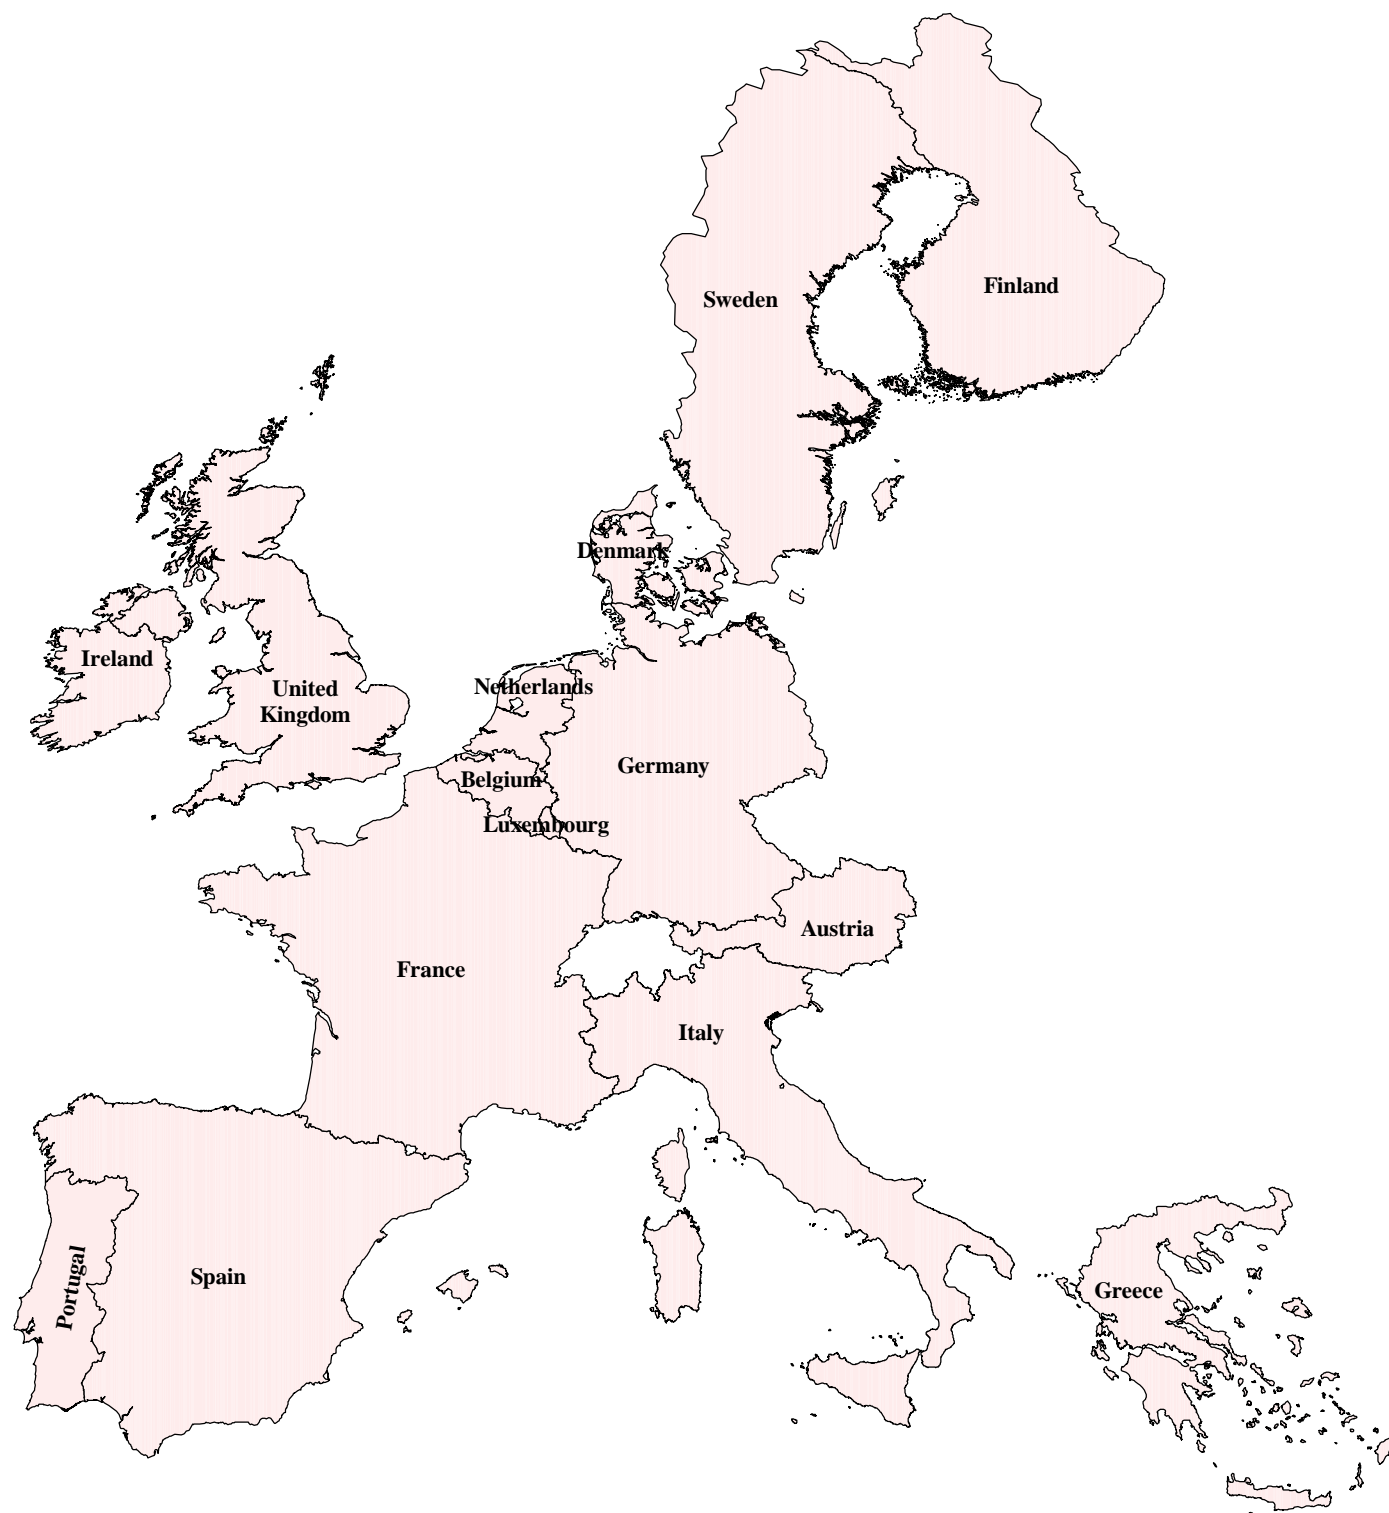 Finland
Sweden
Denmark
Ireland
Netherlands
United
Kingdom
Germany
Belgium
Luxembourg
Austria
France
Italy
Portugal
Spain
Greece